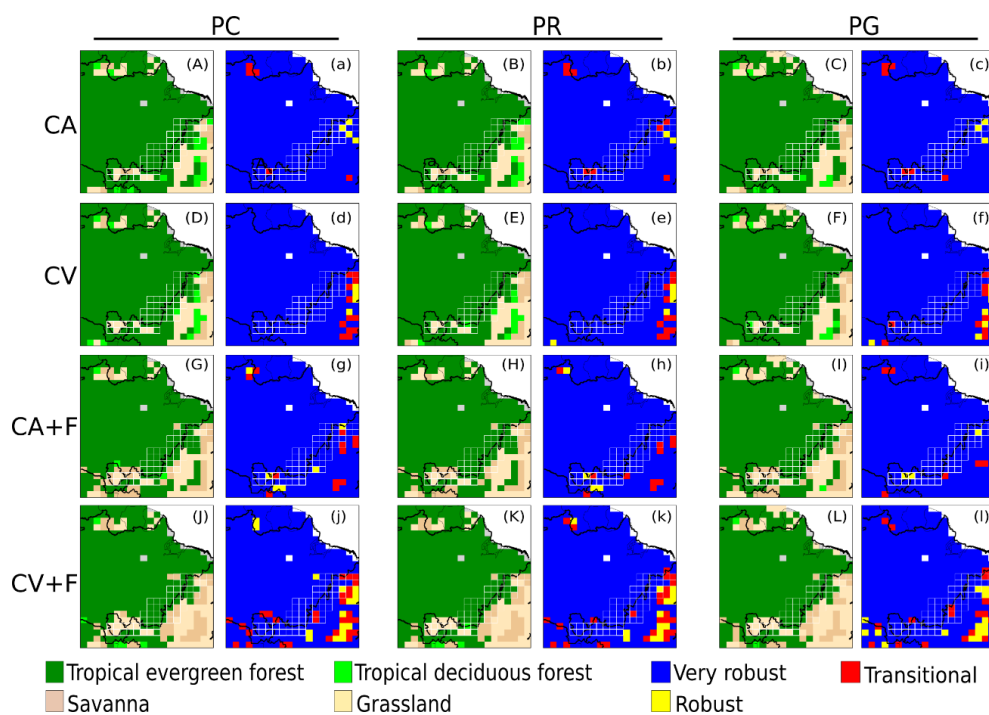 PC PR PG
CA (A) (a) (B) (b) (C) (c)
CV (D) (d) (E) (e) (F) (f)
CA+F (G) (g) (H) (h) (I) (i)
CV+F (J) (j) (K) (k) (L) (l)
Tropical evergreen forest Tropical deciduous forest Very robust Transitional
Savanna Grassland Robust